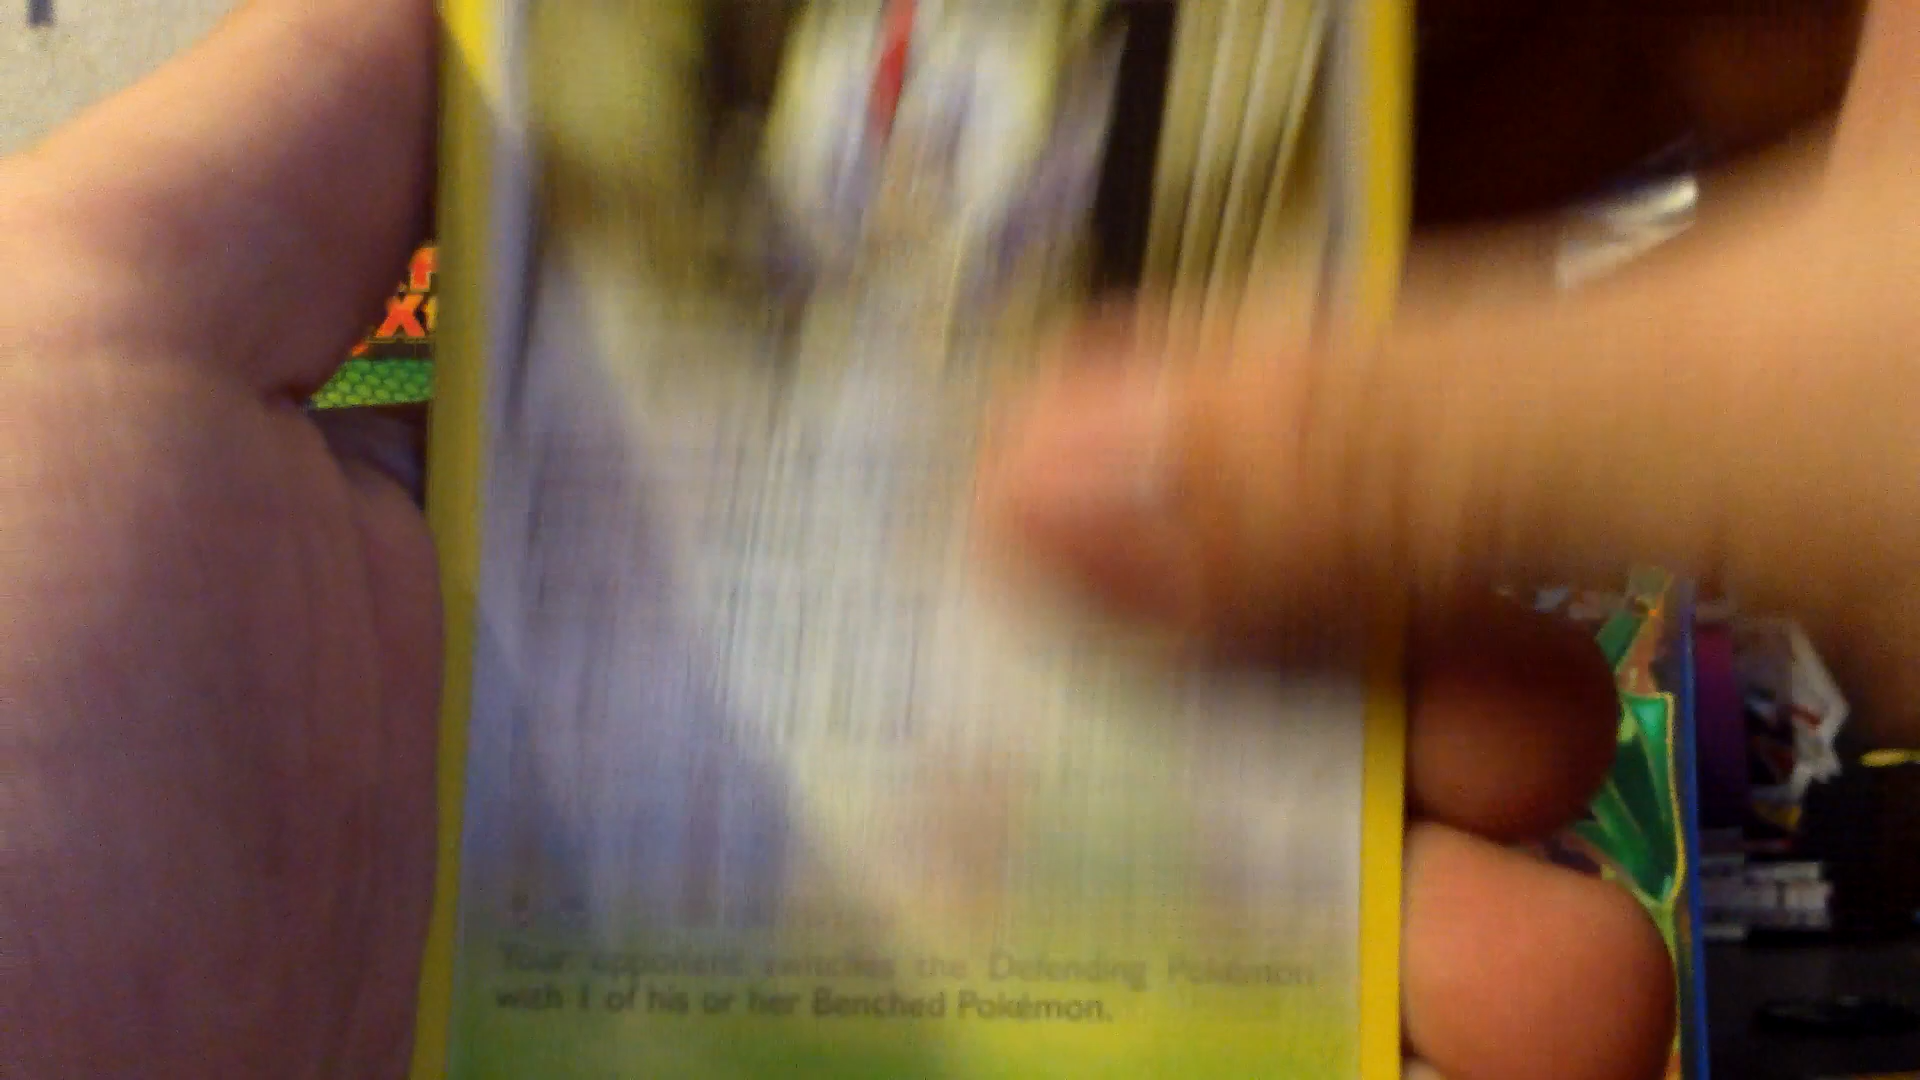 Your opponent switches the Defending Pokémon
with 1 of his or her Benched Pokémon.